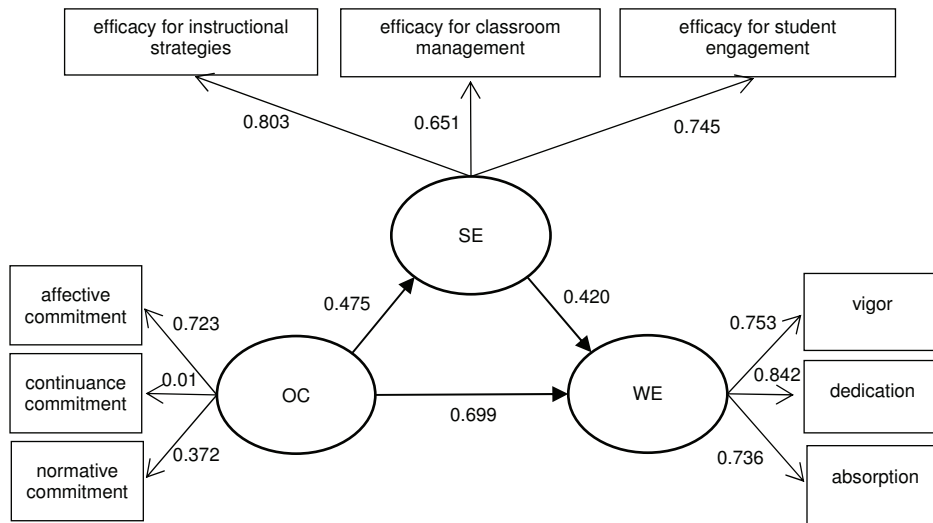 efficacy for instructional
strategies
efficacy for classroom
management
efficacy for student
engagement
0.803
0.651
0.745
SE
affective
commitment
0.475
0.420
vigor
0.723
0.753
continuance
commitment
0.01
OC
WE
0.842
dedication
0.699
0.372
0.736
normative
commitment
absorption